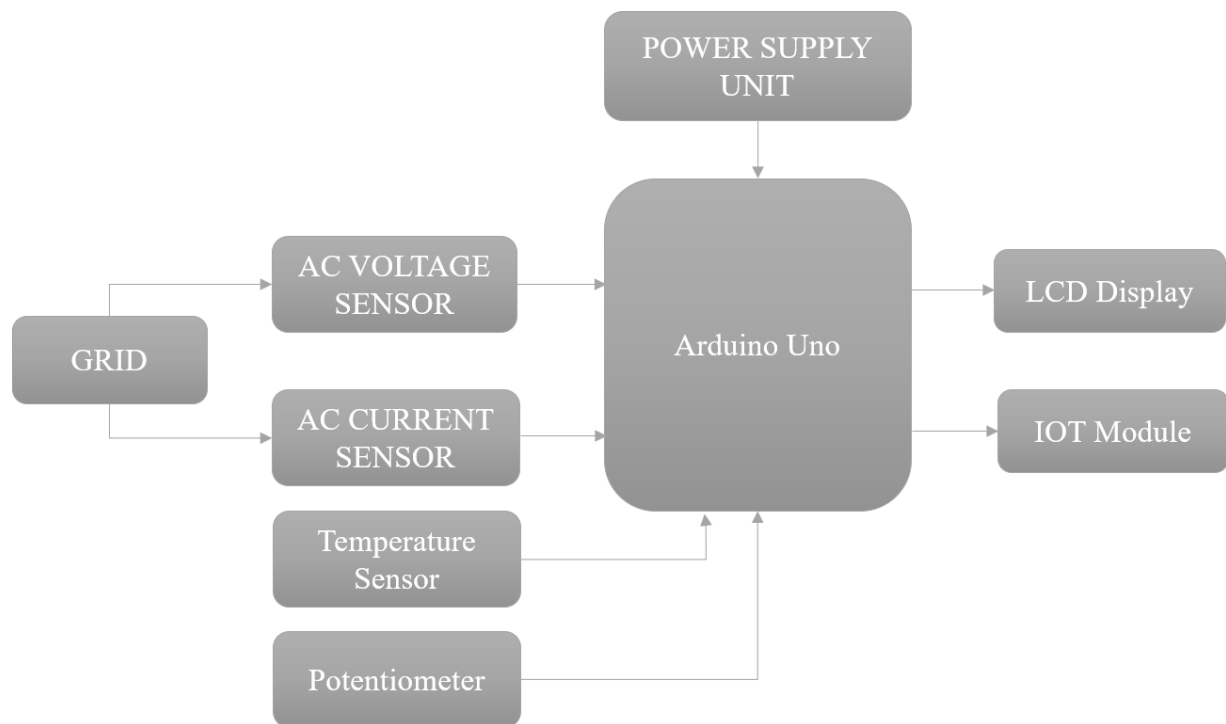 POWER SUPPLY
UNIT
AC VOLTAGE
SENSOR
LCD Display
GRID
Arduino Uno
AC CURRENT
SENSOR
IOT Module
Temperature
Sensor
Potentiometer